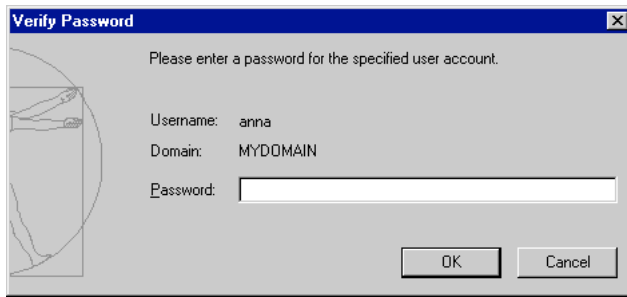 Verify Password
Please enter a password for the specified user account.
Username: anna
Domain: MYDOMAIN
Password:
OK Cancel